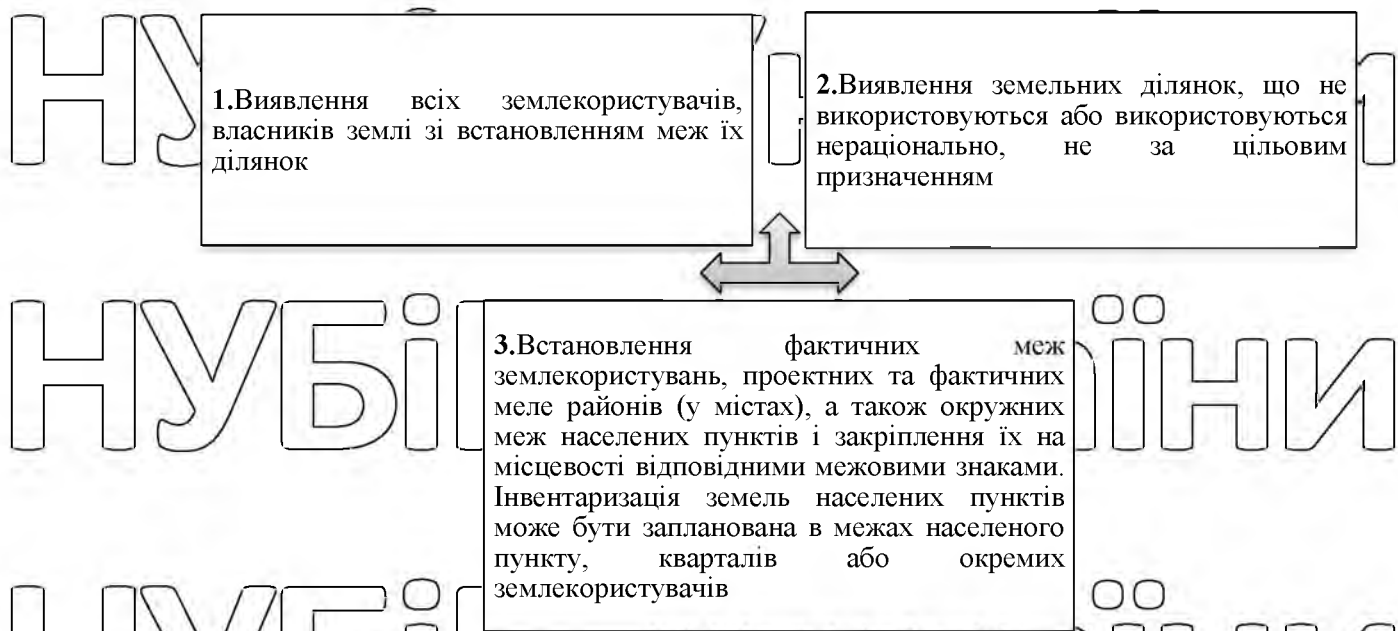 1.Виявлення всіх землекористувачів,
власників землі зі встановленням меж їх
ділянок
2.Виявлення земельних ділянок, що не
використовуються або використовуються
нераціонально, не за цільовим
призначенням
3.Встановлення фактичних меж
землекористувань, проектних та фактичних
меле районів (у містах), а також окружних
меж населених пунктів і закріплення їх на
місцевості відповідними межовими знаками.
Інвентаризація земель населених пунктів
може бути запланована в межах населеного
пункту, кварталів або окремих
землекористувачів